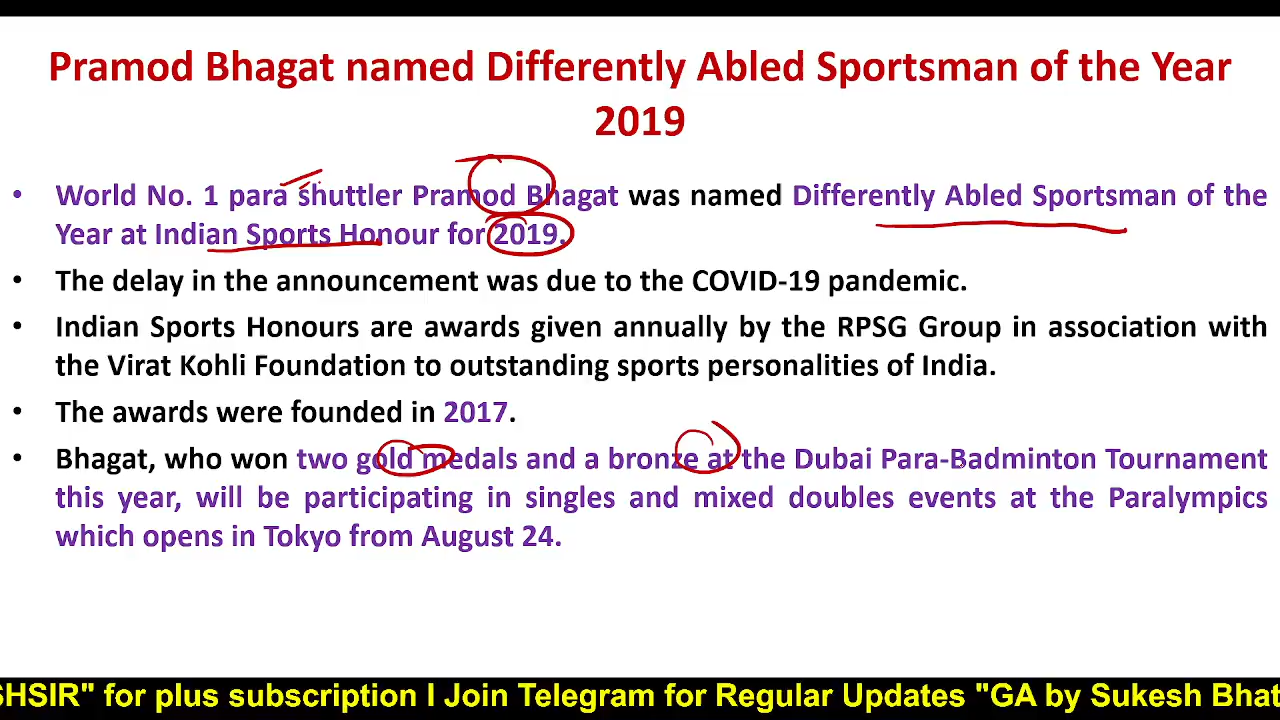 Pramod Bhagat named Differently Abled Sportsman of the Year
2019
• World No. 1 para shuttler Pramod Bhagat was named Differently Abled Sportsman of the
Year at Indian Sports Honour for 2019.
• The delay in the announcement was due to the COVID-19 pandemic.
• Indian Sports Honours are awards given annually by the RPSG Group in association with
the Virat Kohli Foundation to outstanding sports personalities of India.
• The awards were founded in 2017.
• Bhagat, who won two gold medals and a bronze at the Dubai Para-Badminton Tournament
this year, will be participating in singles and mixed doubles events at the Paralympics
which opens in Tokyo from August 24.
SHSIR" for plus subscription I Join Telegram for Regular Updates "GA by Sukesh Bhat